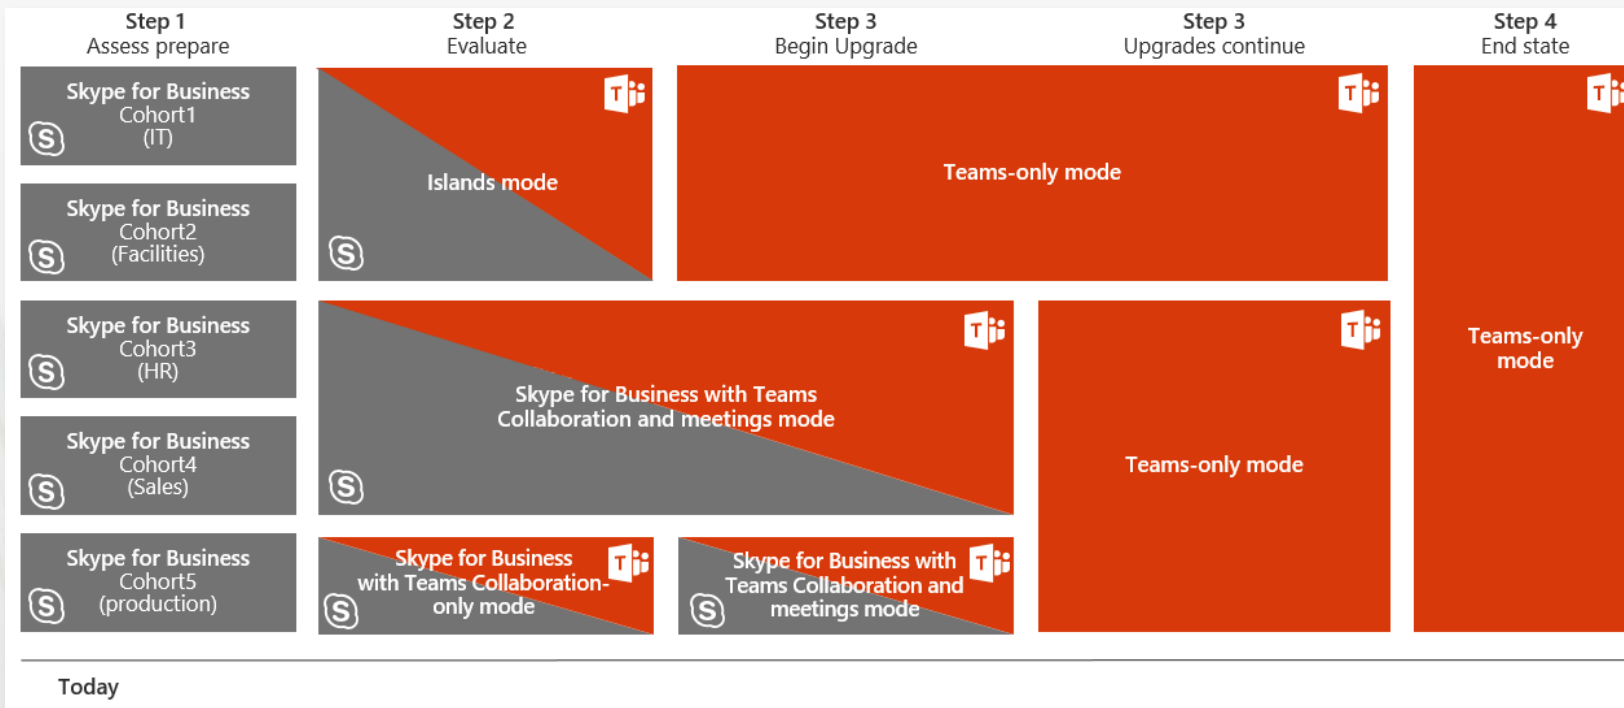 Step 1
Assess prepare
Step 2
Evaluate
Step 3
Begin Upgrade
Step 3
Upgrades continue
Step 4
End state
Skype for Business
Cohort1
(IT)
S
Skype for Business
Cohort2
(Facilities)
S
Skype for Business
Cohort3
(HR)
S
Skype for Business
Cohort4
(Sales)
S
Skype for Business
Cohort5
(production)
S
T
Islands mode
S
T
Teams-only mode
T
Skype for Business with Teams
Collaboration and meetings mode
S
T
Skype for Business
with Teams Collaboration-
only mode
S
T
Skype for Business with
Teams Collaboration and
meetings mode
S
T
Teams-only mode
T
Teams-only
mode
Today